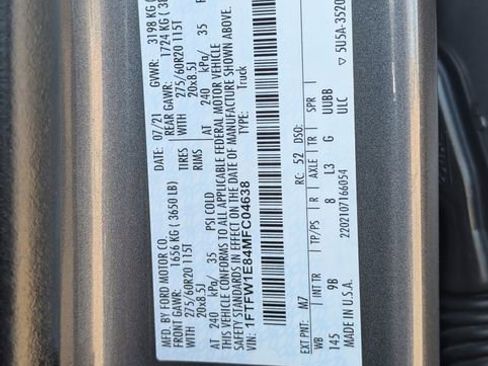 MFD. BY FORD MOTOR CO.
DATE: 07/21 GVWR: 3198 KG
FRONT GAWR: 1656 KG (3650 LB) REAR GAWR: 1724 KG
WITH 275/60R20 115T TIRES WITH 275/60R20 115T
20x8.5J RIMS 20x8.5J
AT 240 kPa/ 35 PSI COLD AT 240 kPa/ 35
THIS VEHICLE CONFORMS TO ALL APPLICABLE FEDERAL MOTOR VEHICLE
SAFETY STANDARDS IN EFFECT ON THE DATE OF MANUFACTURE SHOWN ABOVE.
VIN: 1FTFW1E84MFC04638 TYPE: Truck
EXT PNT: M7 RC: 52 DSO:
WB INT TR TP/PS R AXLE TR SPR
145 9B 8 L3 G UUBB
MADE IN U.S.A. 2202107166054 ULC
5U5A-3520